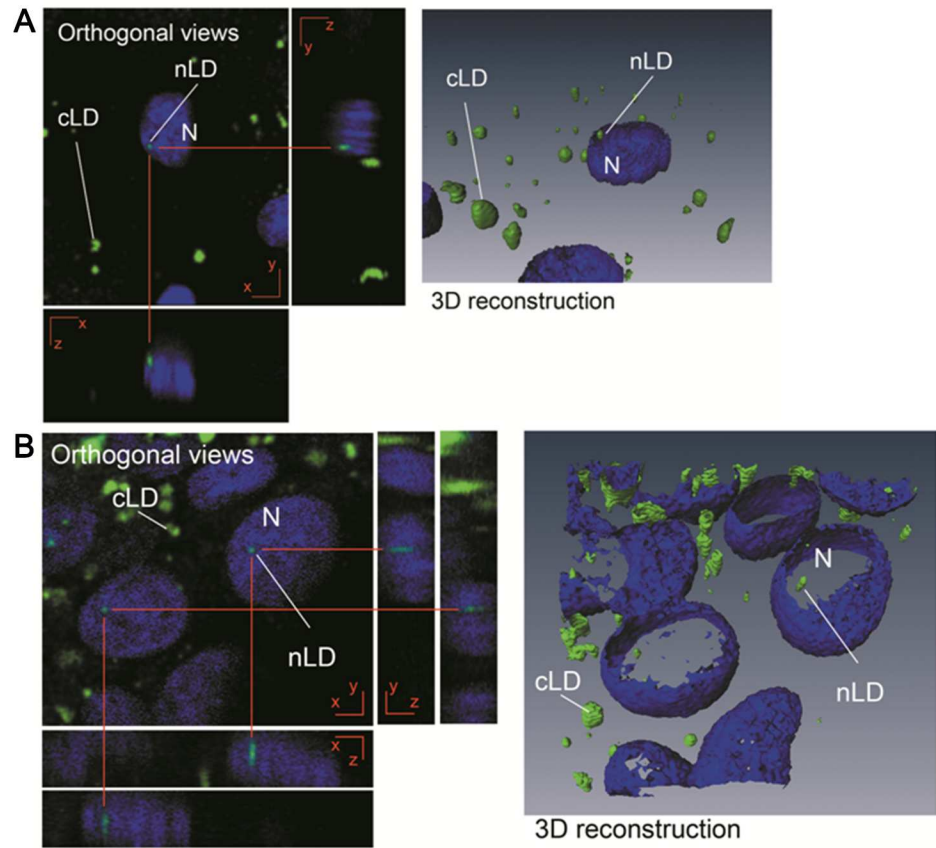 A
Orthogonal views
nLD
cLD
N
z
y
y
x
x
z
nLD
cLD
N
3D reconstruction
B
Orthogonal views
cLD
N
nLD
y
x
y
z
x
z
N
cLD
nLD
3D reconstruction